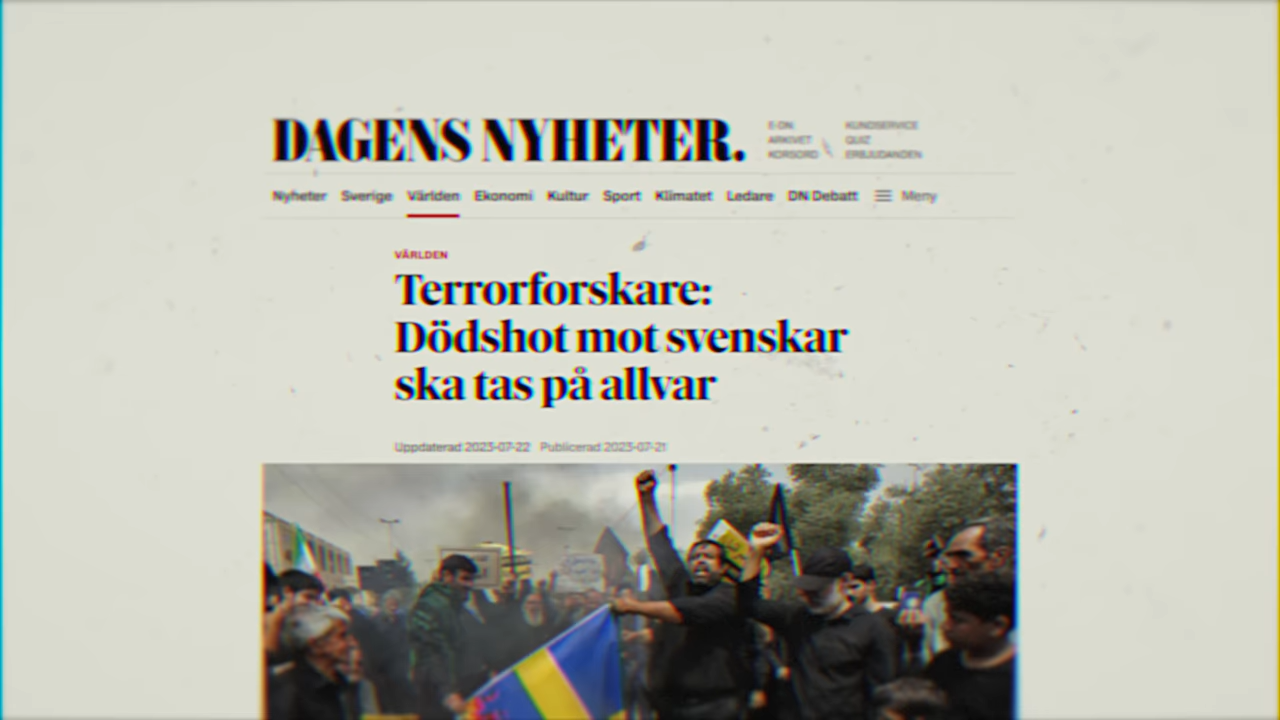 DAGENS NYHETER.
E-DN
ARKIVET
KORSORD
KUNDSERVICE
QUIZ
ERBJUDANDEN
Nyheter Sverige Världen Ekonomi Kultur Sport Klimatet Ledare DN Debatt Meny
VÄRLDEN
Terrorforskare:
Dödshot mot svenskar
ska tas på allvar
Uppdaterad 2023-07-22 Publicerad 2023-07-21